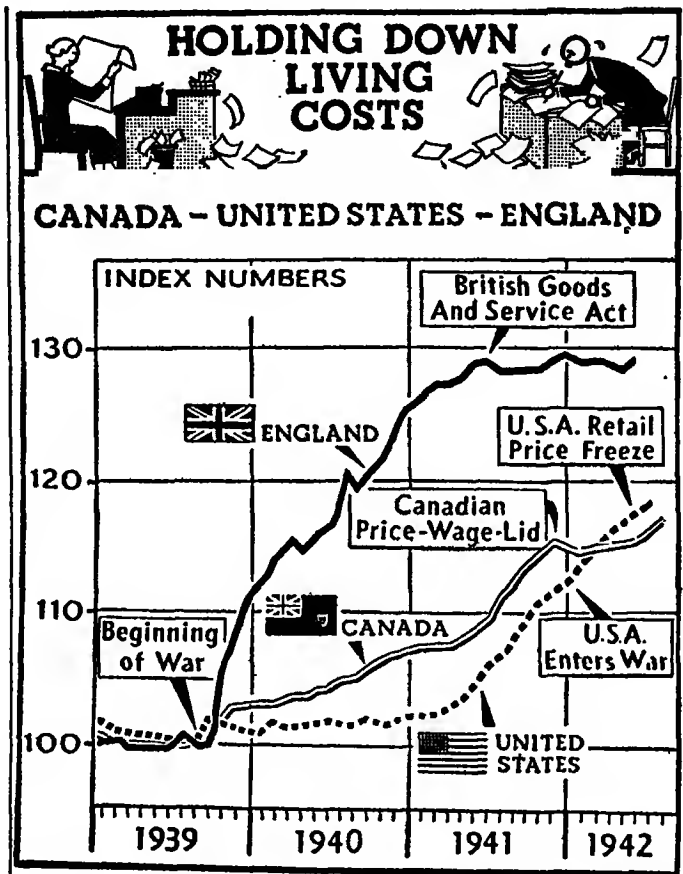 HOLDING DOWN
LIVING
COSTS
CANADA - UNITED STATES - ENGLAND
INDEX NUMBERS
British Goods
And Service Act
130
U.S.A. Retail
Price Freeze
ENGLAND
120
Canadian
Price-Wage-Lid
110
Beginning
of War
CANADA
U.S.A.
Enters War
100
UNITED
STATES
1939 1940 1941 1942